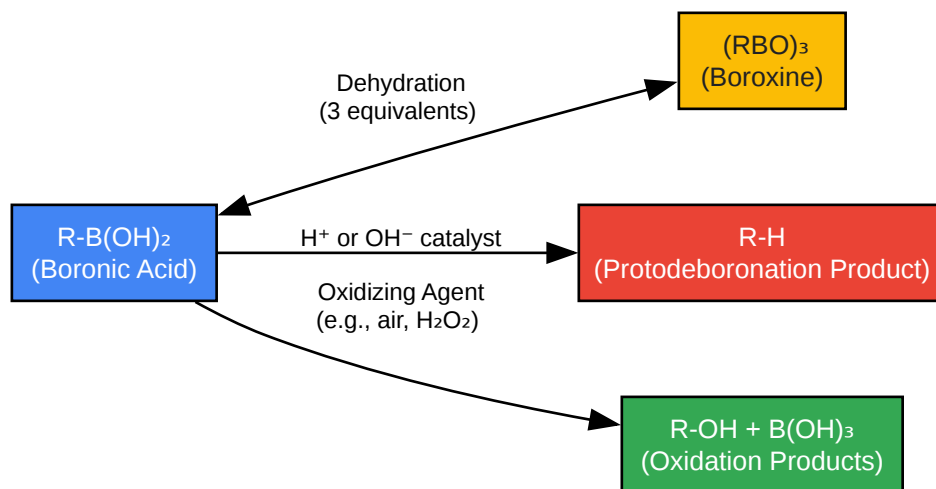 (RBO)₃
(Boroxine)
Dehydration
(3 equivalents)
R-B(OH)₂
(Boronic Acid)
H⁺ or OH⁻ catalyst
R-H
(Protodeboronation Product)
Oxidizing Agent
(e.g., air, H₂O₂)
R-OH + B(OH)₃
(Oxidation Products)